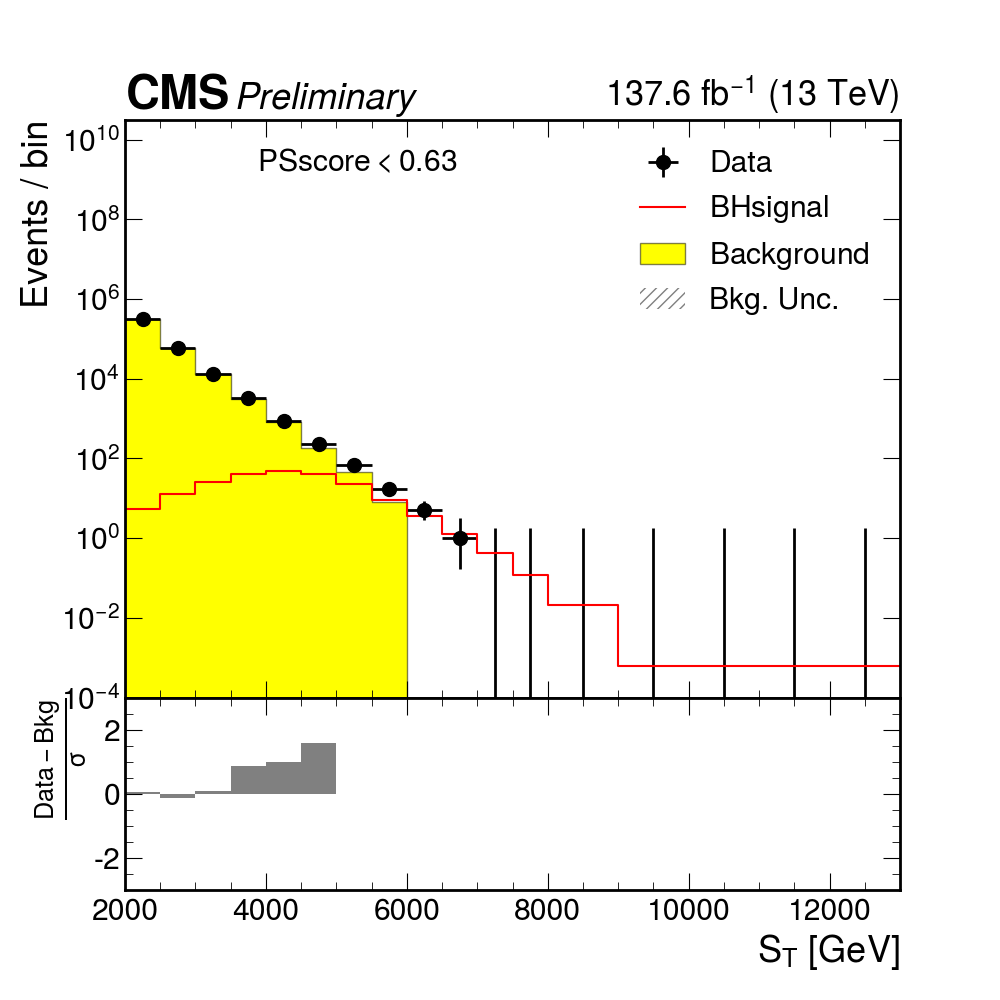 CMS Preliminary 137.6 fb⁻¹ (13 TeV)
Events / bin
PSscore < 0.63
Data
BHsignal
Background
Bkg. Unc.
10¹⁰
10⁸
10⁶
10⁴
10²
10⁰
10⁻²
10⁻⁴
Data − Bkg
σ
2
0
-2
2000 4000 6000 8000 10000 12000
S_T [GeV]